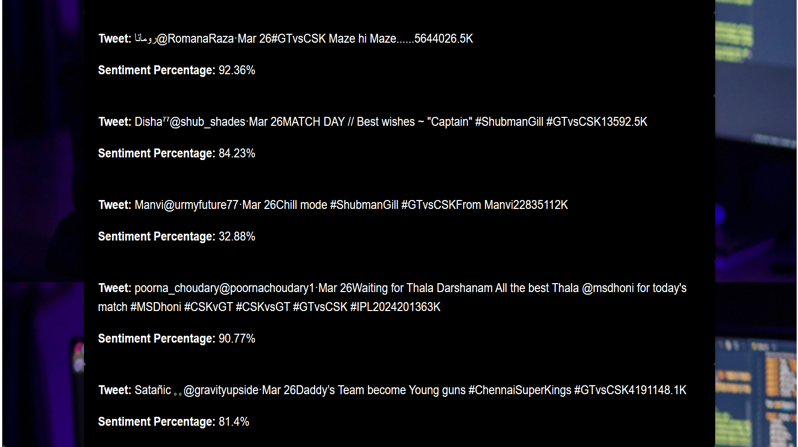 Tweet: رومانا@RomanaRaza·Mar 26#GTvsCSK Maze hi Maze......5644026.5K
Sentiment Percentage: 92.36%
Tweet: Disha⁷⁷@shub_shades·Mar 26MATCH DAY // Best wishes ~ "Captain" #ShubmanGill #GTvsCSK13592.5K
Sentiment Percentage: 84.23%
Tweet: Manvi@urmyfuture77·Mar 26Chill mode #ShubmanGill #GTvsCSKFrom Manvi22835112K
Sentiment Percentage: 32.88%
Tweet: poorna_choudary@poornachoudary1·Mar 26Waiting for Thala Darshanam All the best Thala @msdhoni for today's
match #MSDhoni #CSKvGT #CSKvsGT #GTvsCSK #IPL2024201363K
Sentiment Percentage: 90.77%
Tweet: Satañic 。。@gravityupside·Mar 26Daddy's Team become Young guns #ChennaiSuperKings #GTvsCSK4191148.1K
Sentiment Percentage: 81.4%